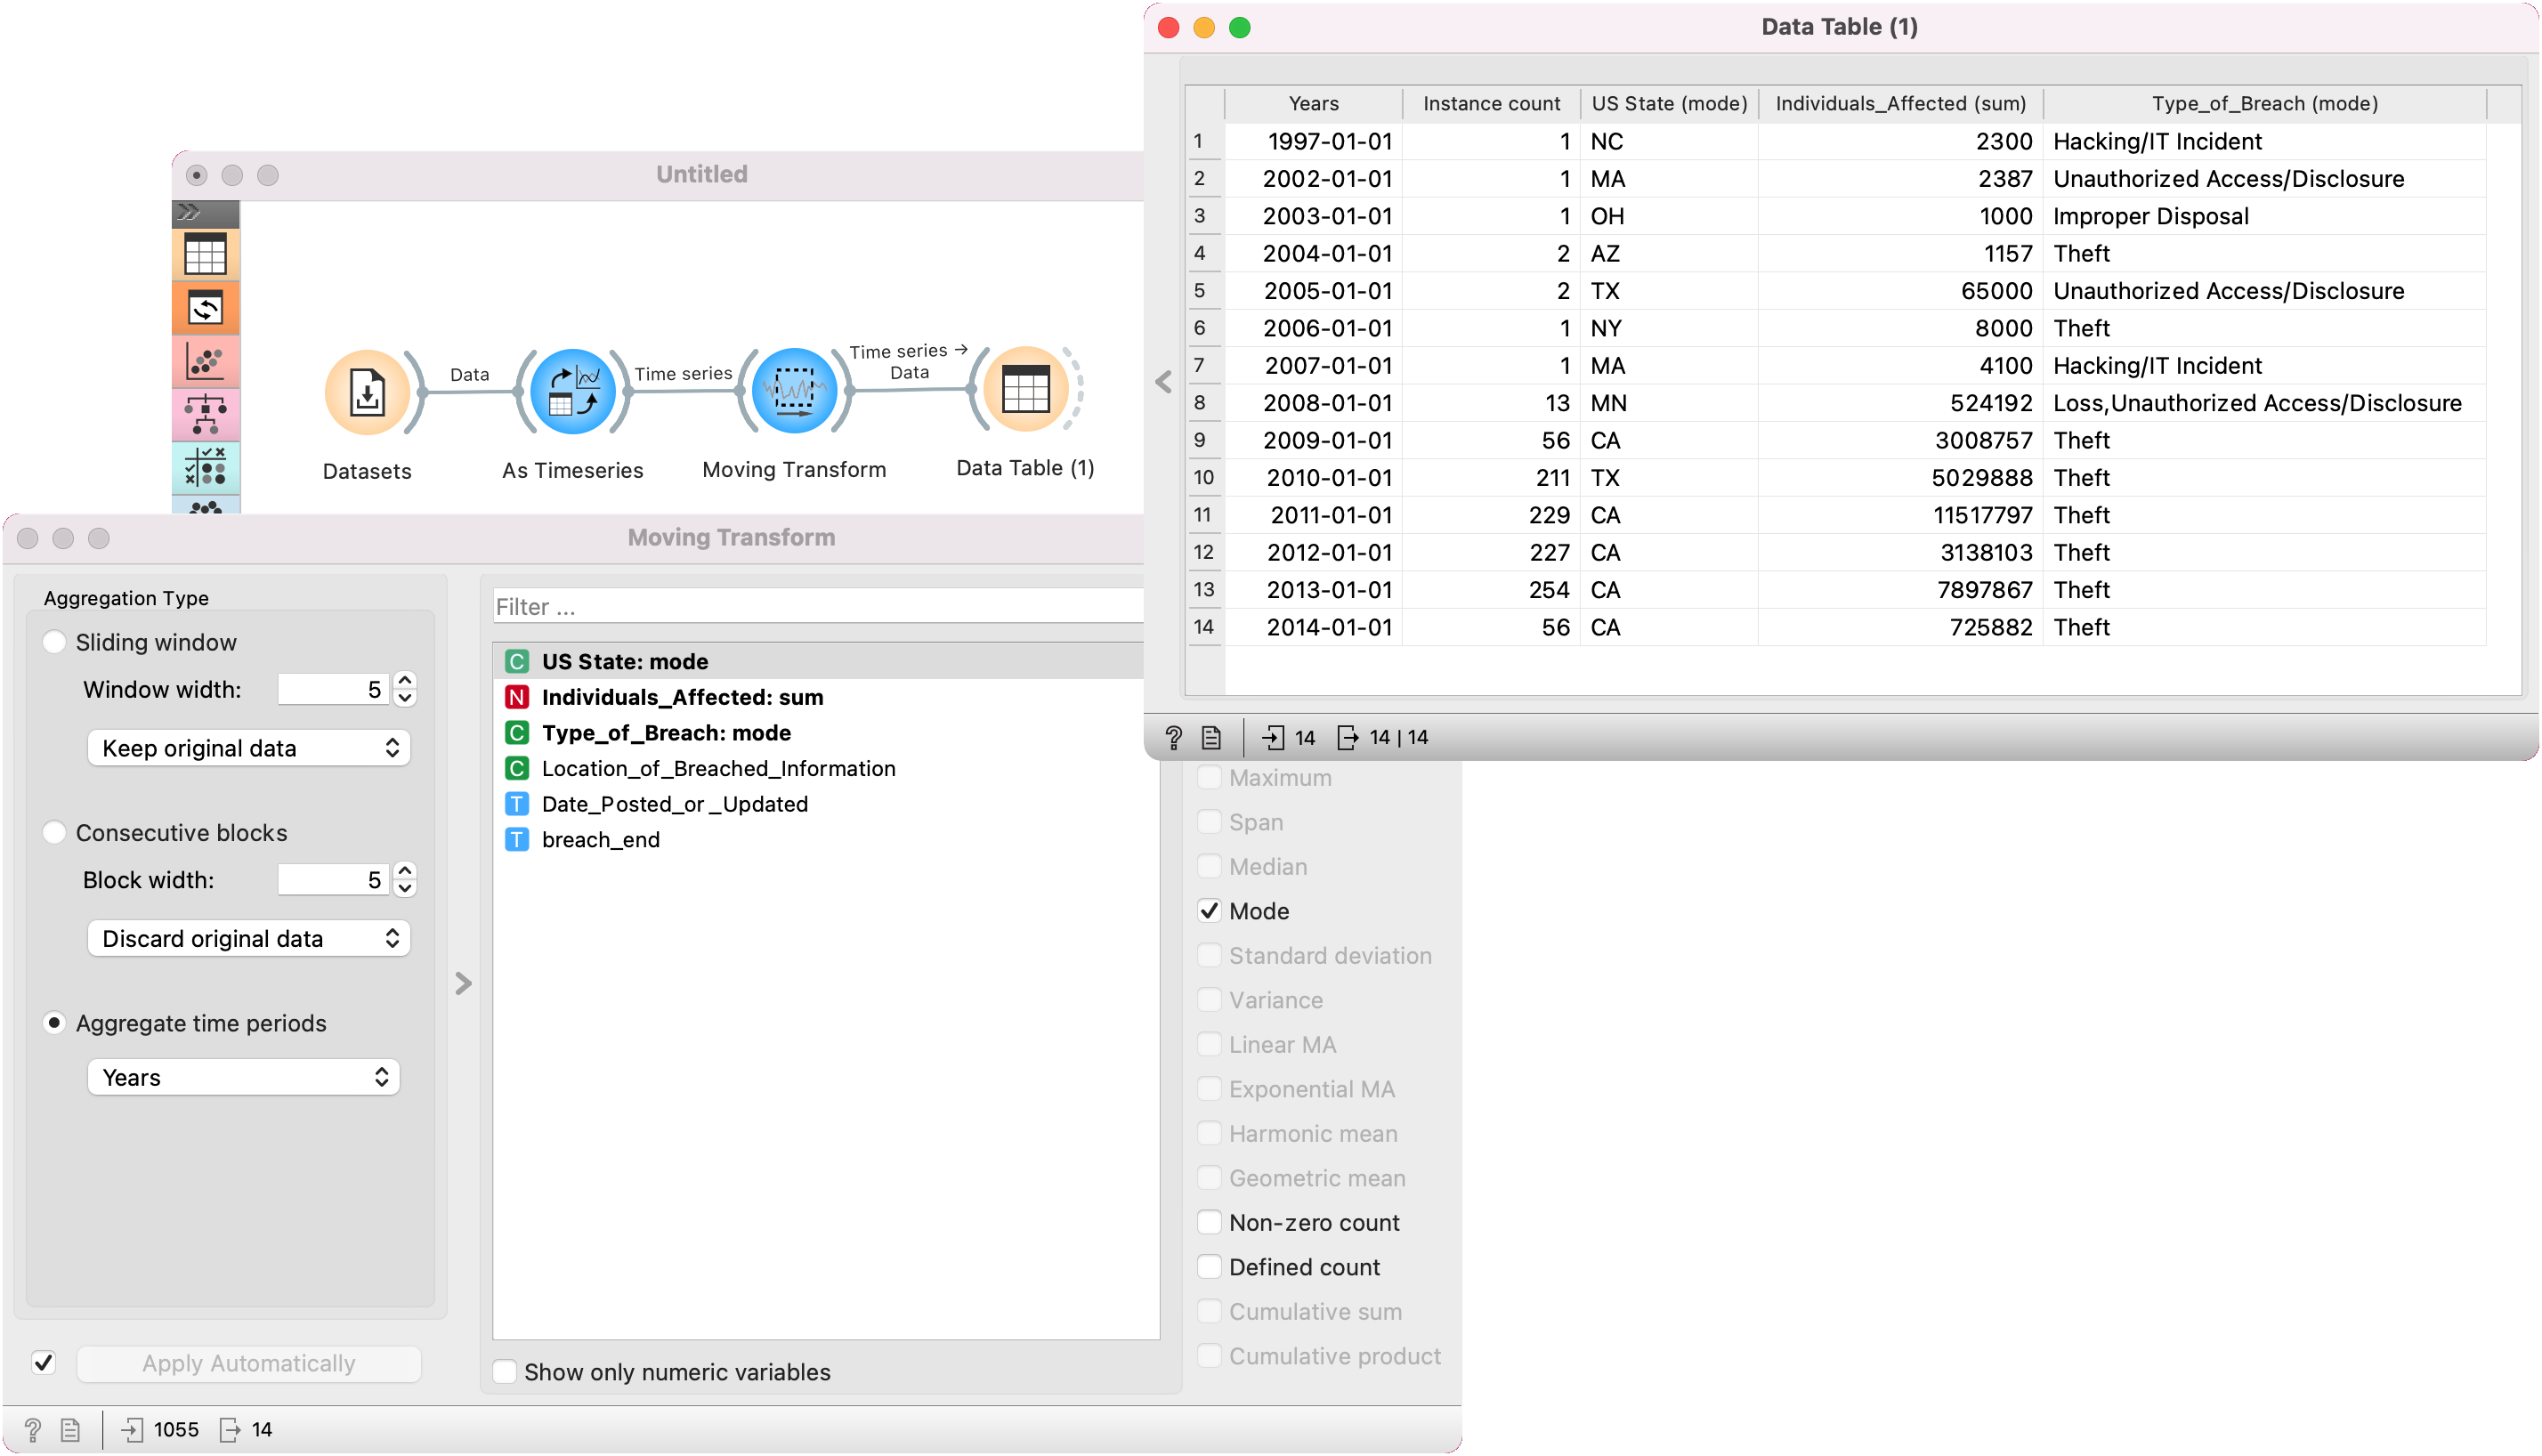 Data Table (1)
Years Instance count US State (mode) Individuals_Affected (sum) Type_of_Breach (mode)
1 1997-01-01 1 NC 2300 Hacking/IT Incident
2 2002-01-01 1 MA 2387 Unauthorized Access/Disclosure
3 2003-01-01 1 OH 1000 Improper Disposal
4 2004-01-01 2 AZ 1157 Theft
5 2005-01-01 2 TX 65000 Unauthorized Access/Disclosure
6 2006-01-01 1 NY 8000 Theft
7 2007-01-01 1 MA 4100 Hacking/IT Incident
8 2008-01-01 13 MN 524192 Loss,Unauthorized Access/Disclosure
9 2009-01-01 56 CA 3008757 Theft
10 2010-01-01 211 TX 5029888 Theft
11 2011-01-01 229 CA 11517797 Theft
12 2012-01-01 227 CA 3138103 Theft
13 2013-01-01 254 CA 7897867 Theft
14 2014-01-01 56 CA 725882 Theft
? 14 14 | 14
Untitled
Data
Time series
Time series →
Data
Datasets
As Timeseries
Moving Transform
Data Table (1)
Moving Transform
Aggregation Type
Sliding window
Window width: 5
Keep original data
Consecutive blocks
Block width: 5
Discard original data
Aggregate time periods
Years
Apply Automatically
Filter ...
C US State: mode
N Individuals_Affected: sum
C Type_of_Breach: mode
C Location_of_Breached_Information
T Date_Posted_or_Updated
T breach_end
Show only numeric variables
Maximum
Span
Median
Mode
Standard deviation
Variance
Linear MA
Exponential MA
Harmonic mean
Geometric mean
Non-zero count
Defined count
Cumulative sum
Cumulative product
? 1055 14